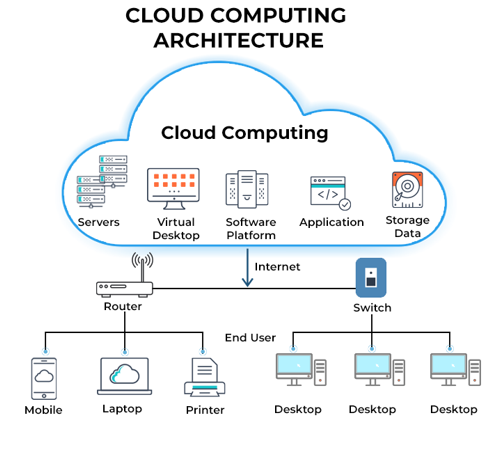 CLOUD COMPUTING
ARCHITECTURE
Cloud Computing
Servers
Virtual
Desktop
Software
Platform
Application
</>
Storage
Data
Internet
Router
Switch
End User
Mobile
Laptop
Printer
Desktop
Desktop
Desktop